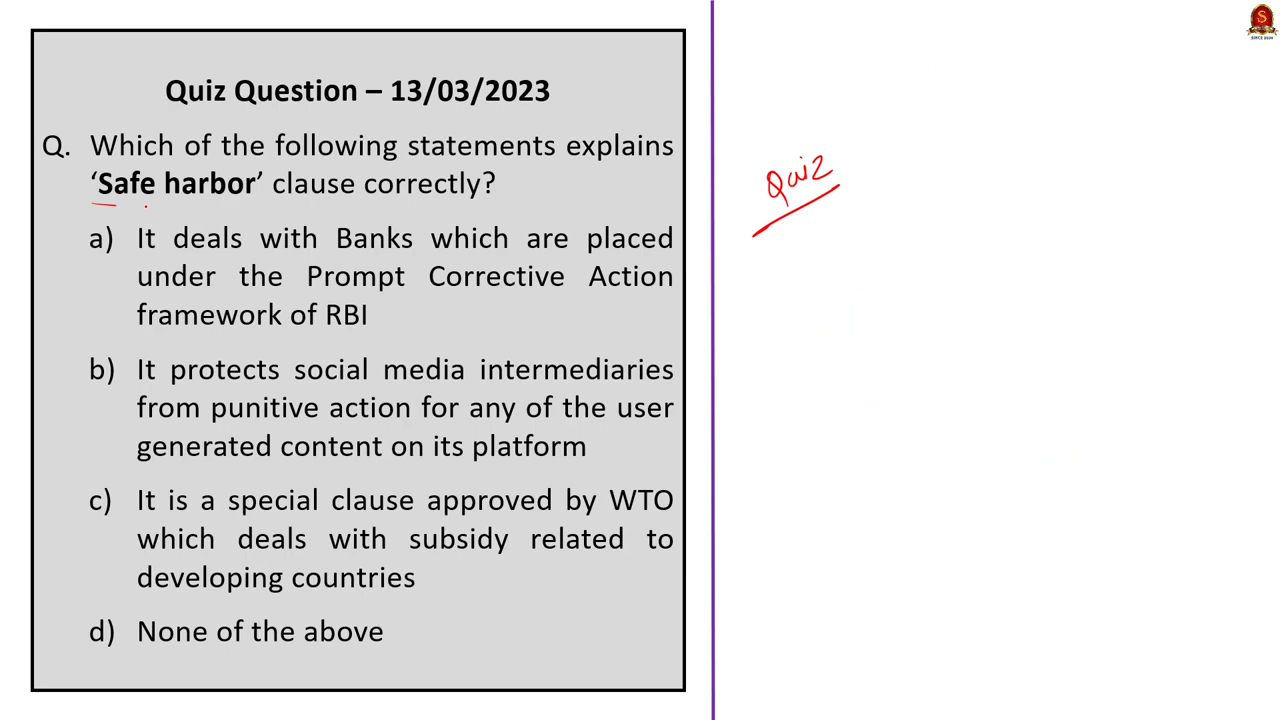 Quiz Question – 13/03/2023
Q. Which of the following statements explains
‘Safe harbor’ clause correctly?
a) It deals with Banks which are placed
under the Prompt Corrective Action
framework of RBI
b) It protects social media intermediaries
from punitive action for any of the user
generated content on its platform
c) It is a special clause approved by WTO
which deals with subsidy related to
developing countries
d) None of the above
Quiz
S
SINCE 2004